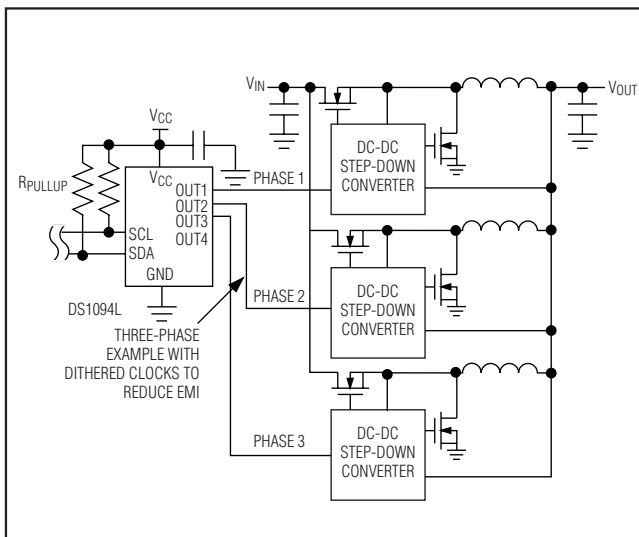 VIN
VOUT
VCC
RPULLUP
VCC
OUT1
OUT2
OUT3
OUT4
SCL
SDA
GND
DS1094L
PHASE 1
DC-DC
STEP-DOWN
CONVERTER
PHASE 2
DC-DC
STEP-DOWN
CONVERTER
THREE-PHASE
EXAMPLE WITH
DITHERED CLOCKS TO
REDUCE EMI
PHASE 3
DC-DC
STEP-DOWN
CONVERTER